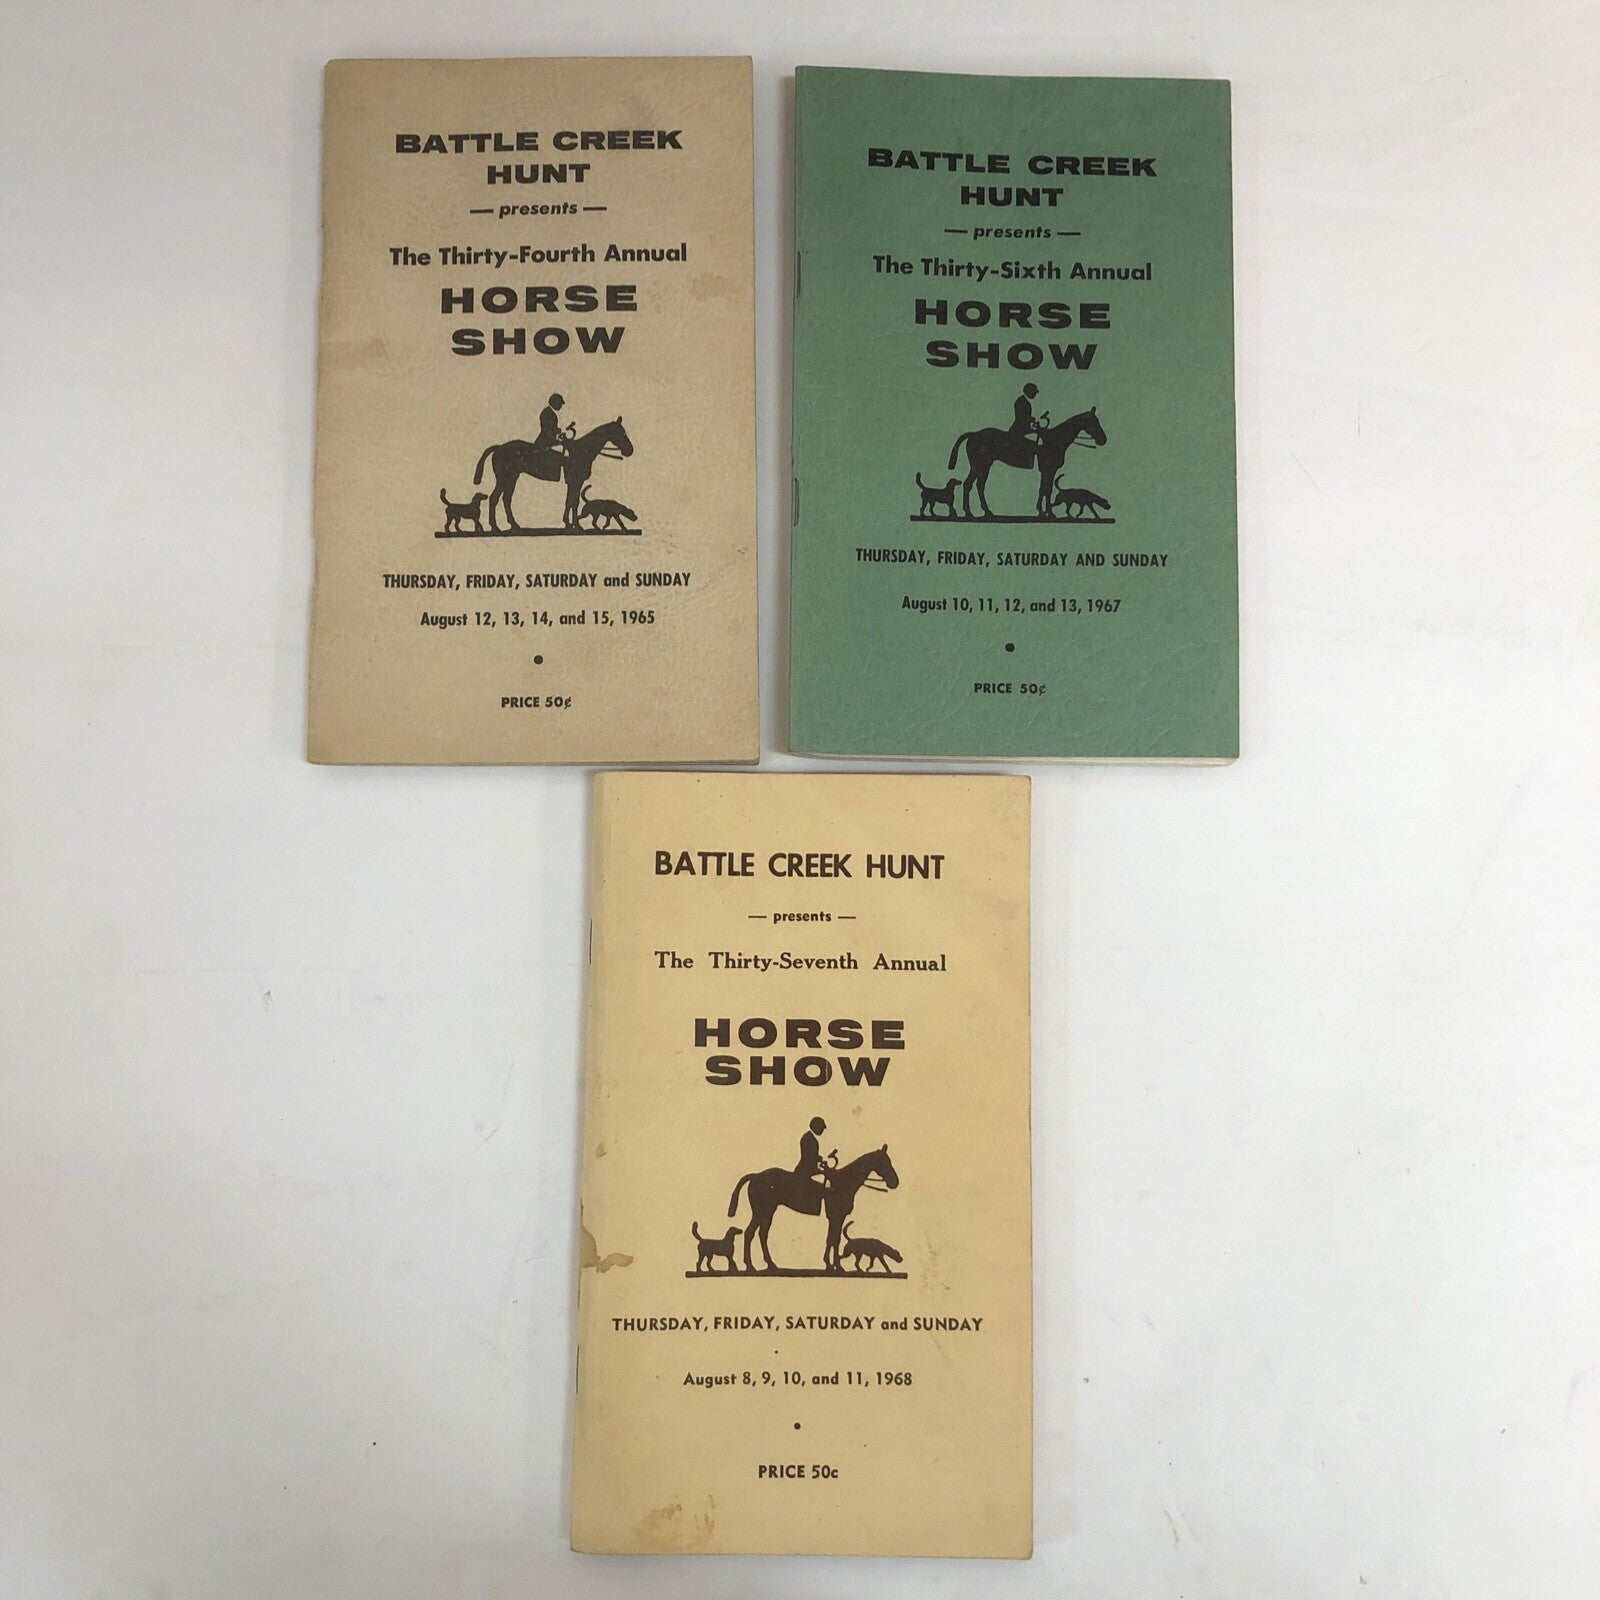 BATTLE CREEK
HUNT
— presents —
The Thirty-Fourth Annual
HORSE
SHOW
THURSDAY, FRIDAY, SATURDAY and SUNDAY
August 12, 13, 14, and 15, 1965
•
PRICE 50¢
BATTLE CREEK
HUNT
— presents —
The Thirty-Sixth Annual
HORSE
SHOW
THURSDAY, FRIDAY, SATURDAY AND SUNDAY
August 10, 11, 12, and 13, 1967
•
PRICE 50¢
BATTLE CREEK HUNT
— presents —
The Thirty-Seventh Annual
HORSE
SHOW
THURSDAY, FRIDAY, SATURDAY and SUNDAY
August 8, 9, 10, and 11, 1968
•
PRICE 50c